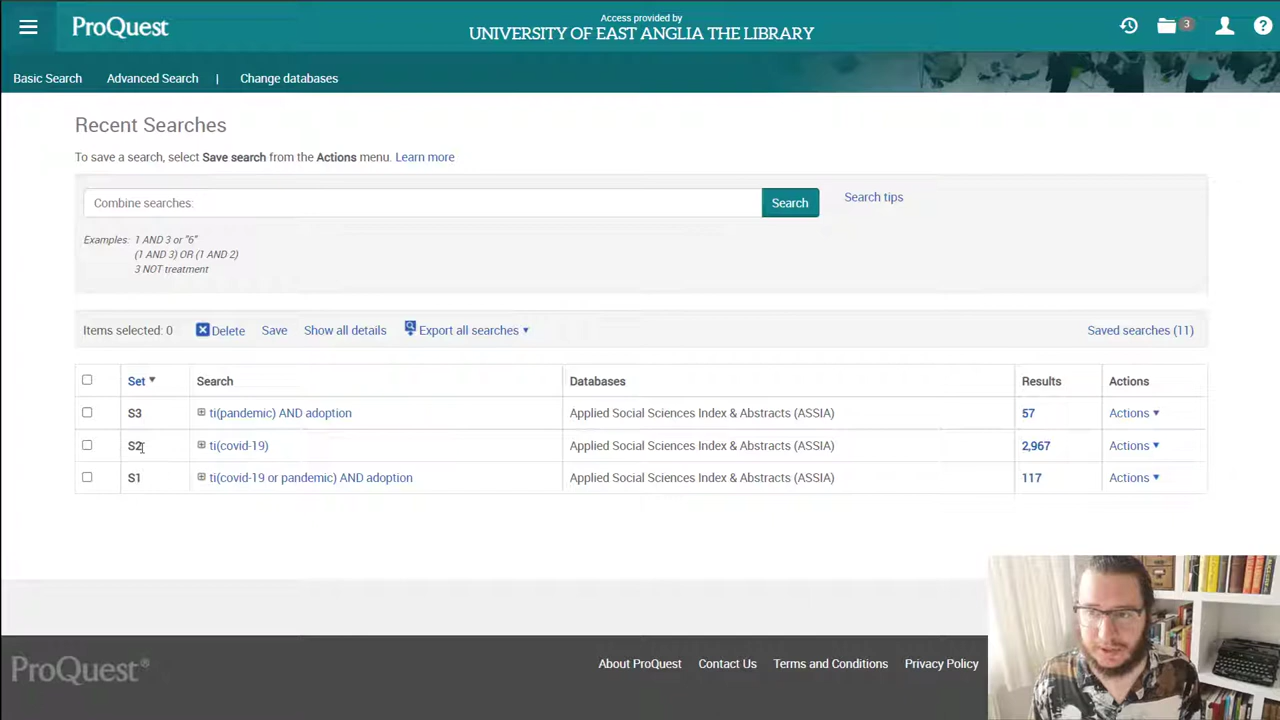 ProQuest
Access provided by
UNIVERSITY OF EAST ANGLIA THE LIBRARY
3
?
Basic Search Advanced Search | Change databases
Recent Searches
To save a search, select Save search from the Actions menu. Learn more
Combine searches: Search Search tips
Examples: 1 AND 3 or "6"
(1 AND 3) OR (1 AND 2)
3 NOT treatment
Items selected: 0 Delete Save Show all details Export all searches Saved searches (11)
Set Search Databases Results Actions
S3 ti(pandemic) AND adoption Applied Social Sciences Index & Abstracts (ASSIA) 57 Actions
S2 ti(covid-19) Applied Social Sciences Index & Abstracts (ASSIA) 2,967 Actions
S1 ti(covid-19 or pandemic) AND adoption Applied Social Sciences Index & Abstracts (ASSIA) 117 Actions
ProQuest®
About ProQuest Contact Us Terms and Conditions Privacy Policy